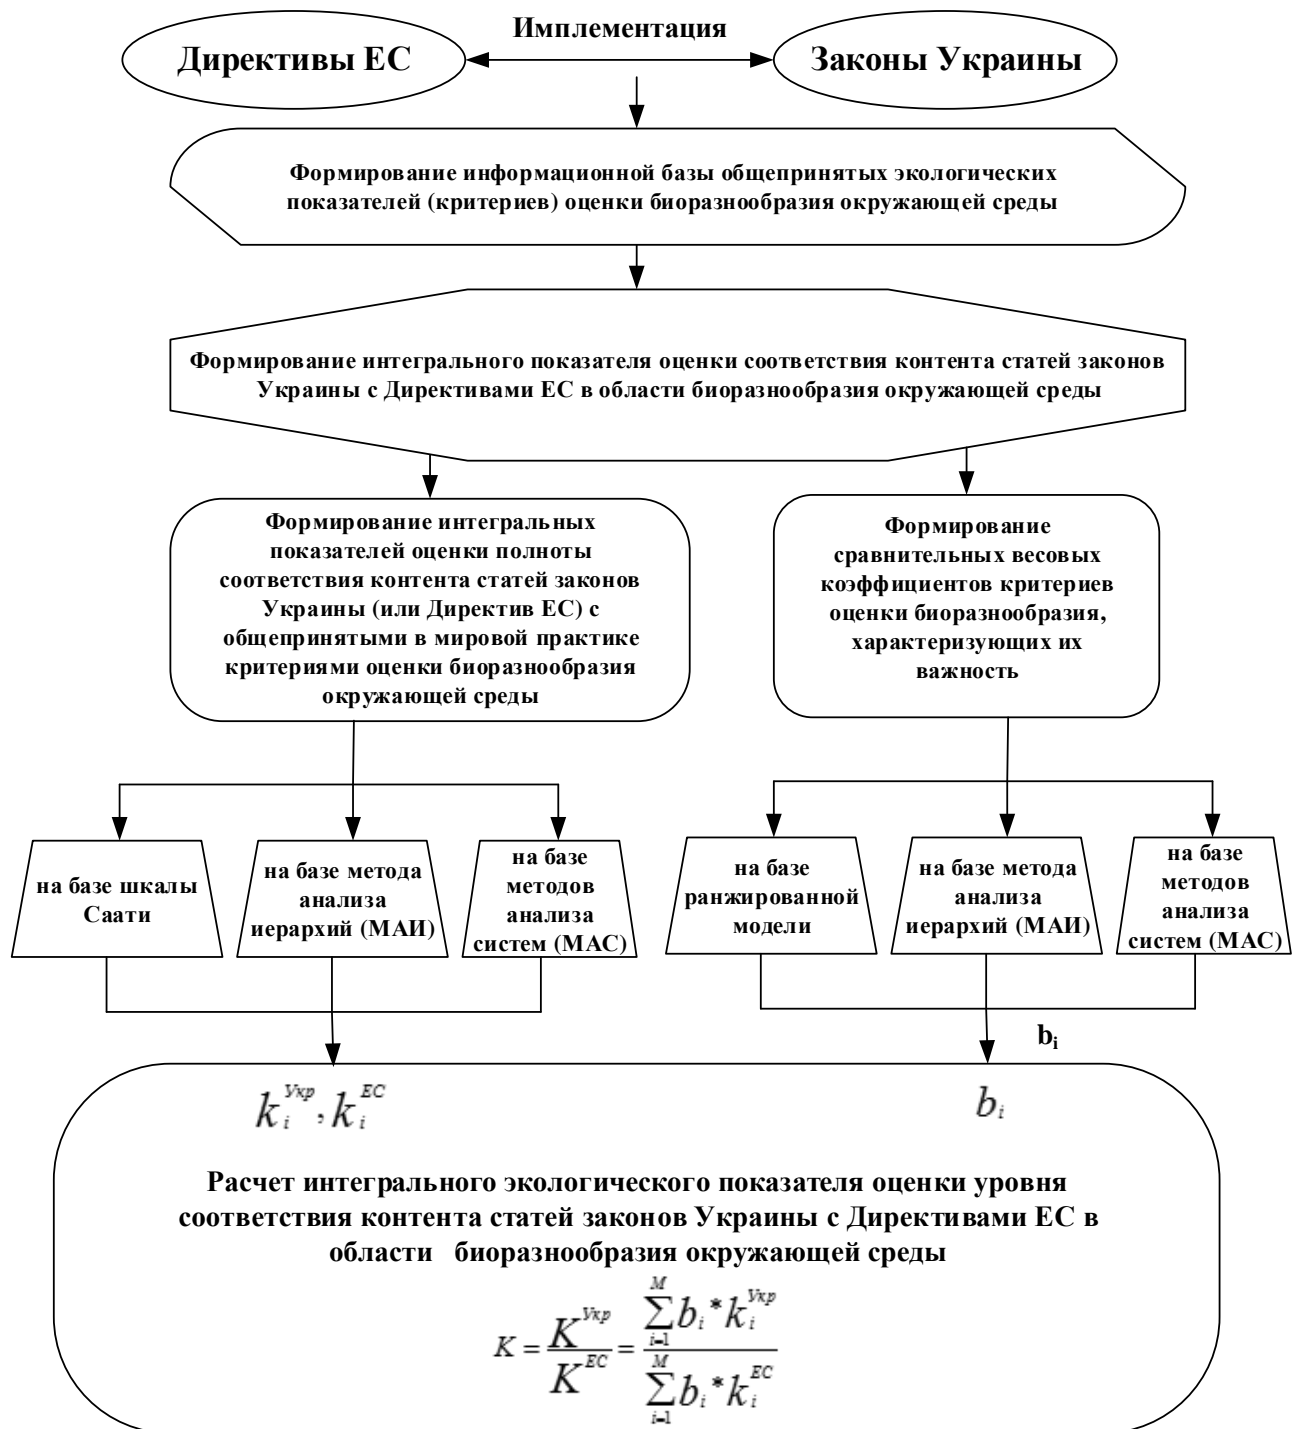 Имплементация
Директивы ЕС
Законы Украины
Формирование информационной базы общепринятых экологических
показателей (критериев) оценки биоразнообразия окружающей среды
Формирование интегрального показателя оценки соответствия контента статей законов
Украины с Директивами ЕС в области биоразнообразия окружающей среды
Формирование интегральных
показателей оценки полноты
соответствия контента статей законов
Украины (или Директив ЕС) с
общепринятыми в мировой практике
критериями оценки биоразнообразия
окружающей среды
Формирование
сравнительных весовых
коэффициентов критериев
оценки биоразнообразия,
характеризующих их
важность
на базе шкалы
Саати
на базе метода
анализа
иерархий (МАИ)
на базе
методов
анализа
систем (МАС)
на базе
ранжированной
модели
на базе метода
анализа
иерархий (МАИ)
на базе
методов
анализа
систем (МАС)
b_i
k_i^{Укр}, k_i^{ЕС}
b_i
Расчет интегрального экологического показателя оценки уровня
соответствия контента статей законов Украины с Директивами ЕС в
области биоразнообразия окружающей среды
K = \frac{K^{Укр}}{K^{ЕС}} = \frac{\sum_{i=1}^{M} b_i * k_i^{Укр}}{\sum_{i=1}^{M} b_i * k_i^{ЕС}}